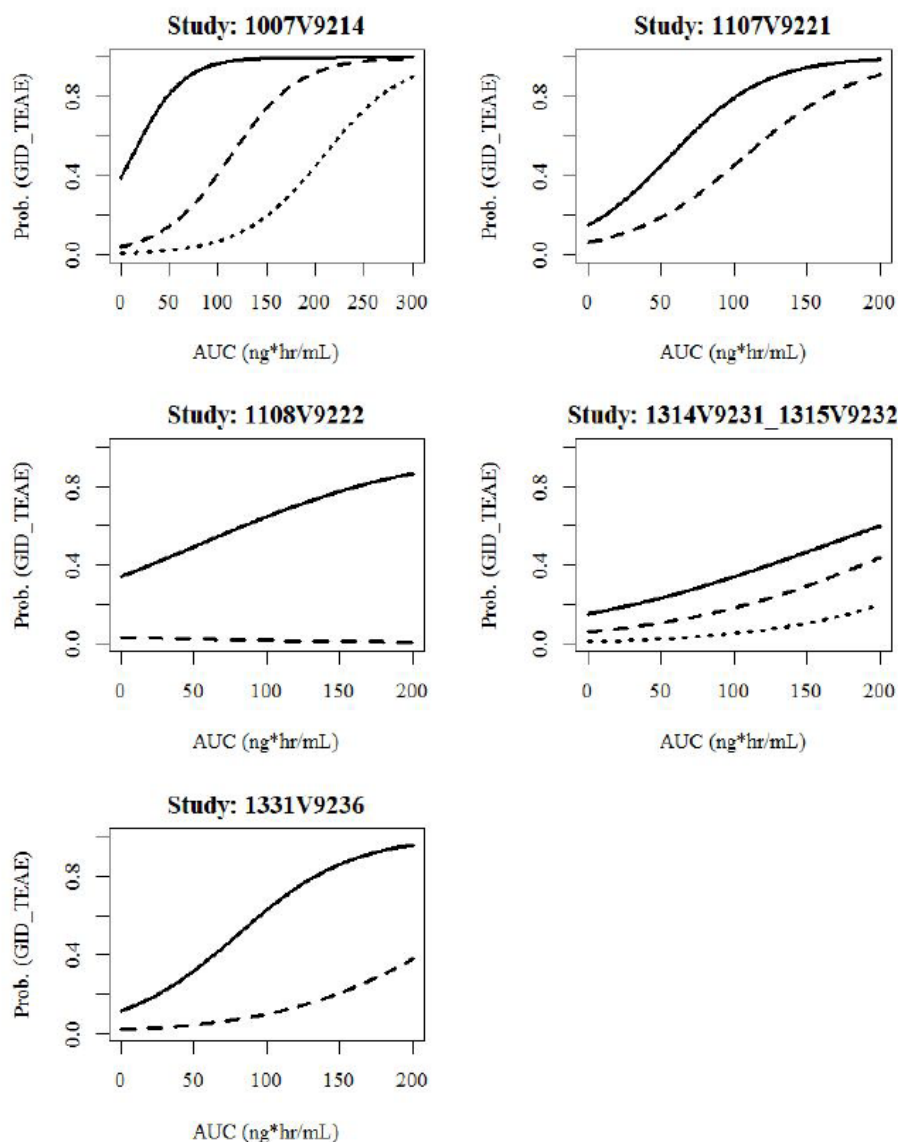 Study: 1007V9214
Prob. (GID_TEAE)
0.0 0.4 0.8
0 50 100 150 200 250 300
AUC (ng*hr/mL)
Study: 1107V9221
Prob. (GID_TEAE)
0.0 0.4 0.8
0 50 100 150 200
AUC (ng*hr/mL)
Study: 1108V9222
Prob. (GID_TEAE)
0.0 0.4 0.8
0 50 100 150 200
AUC (ng*hr/mL)
Study: 1314V9231_1315V9232
Prob. (GID_TEAE)
0.0 0.4 0.8
0 50 100 150 200
AUC (ng*hr/mL)
Study: 1331V9236
Prob. (GID_TEAE)
0.0 0.4 0.8
0 50 100 150 200
AUC (ng*hr/mL)